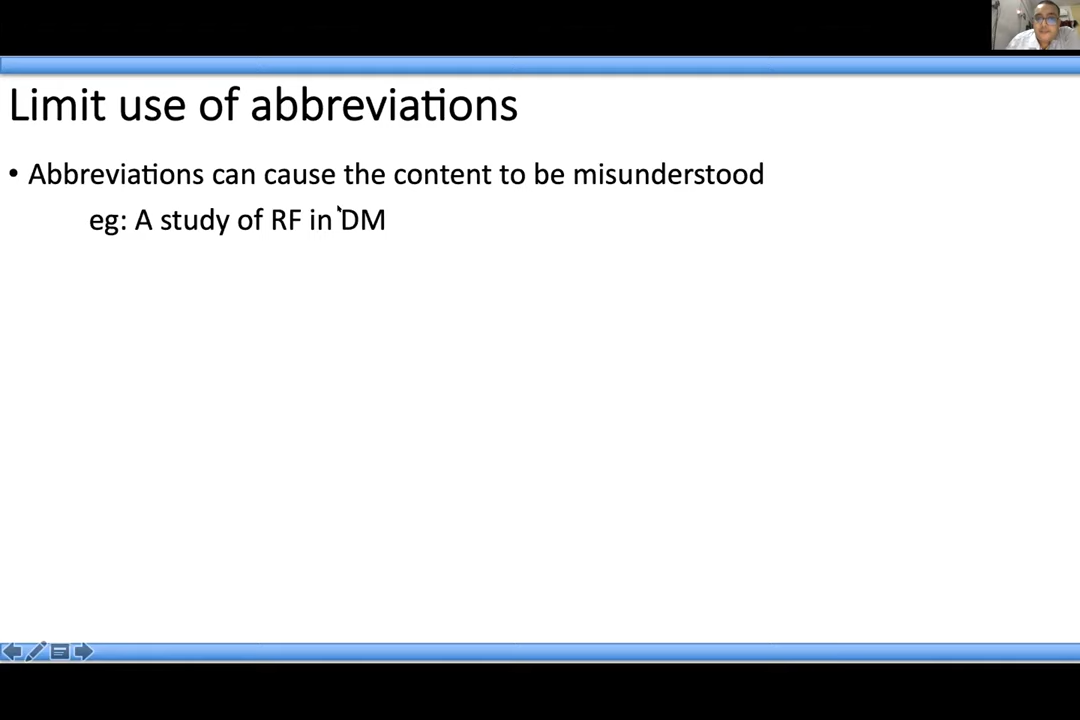 Limit use of abbreviations
• Abbreviations can cause the content to be misunderstood
eg: A study of RF in DM